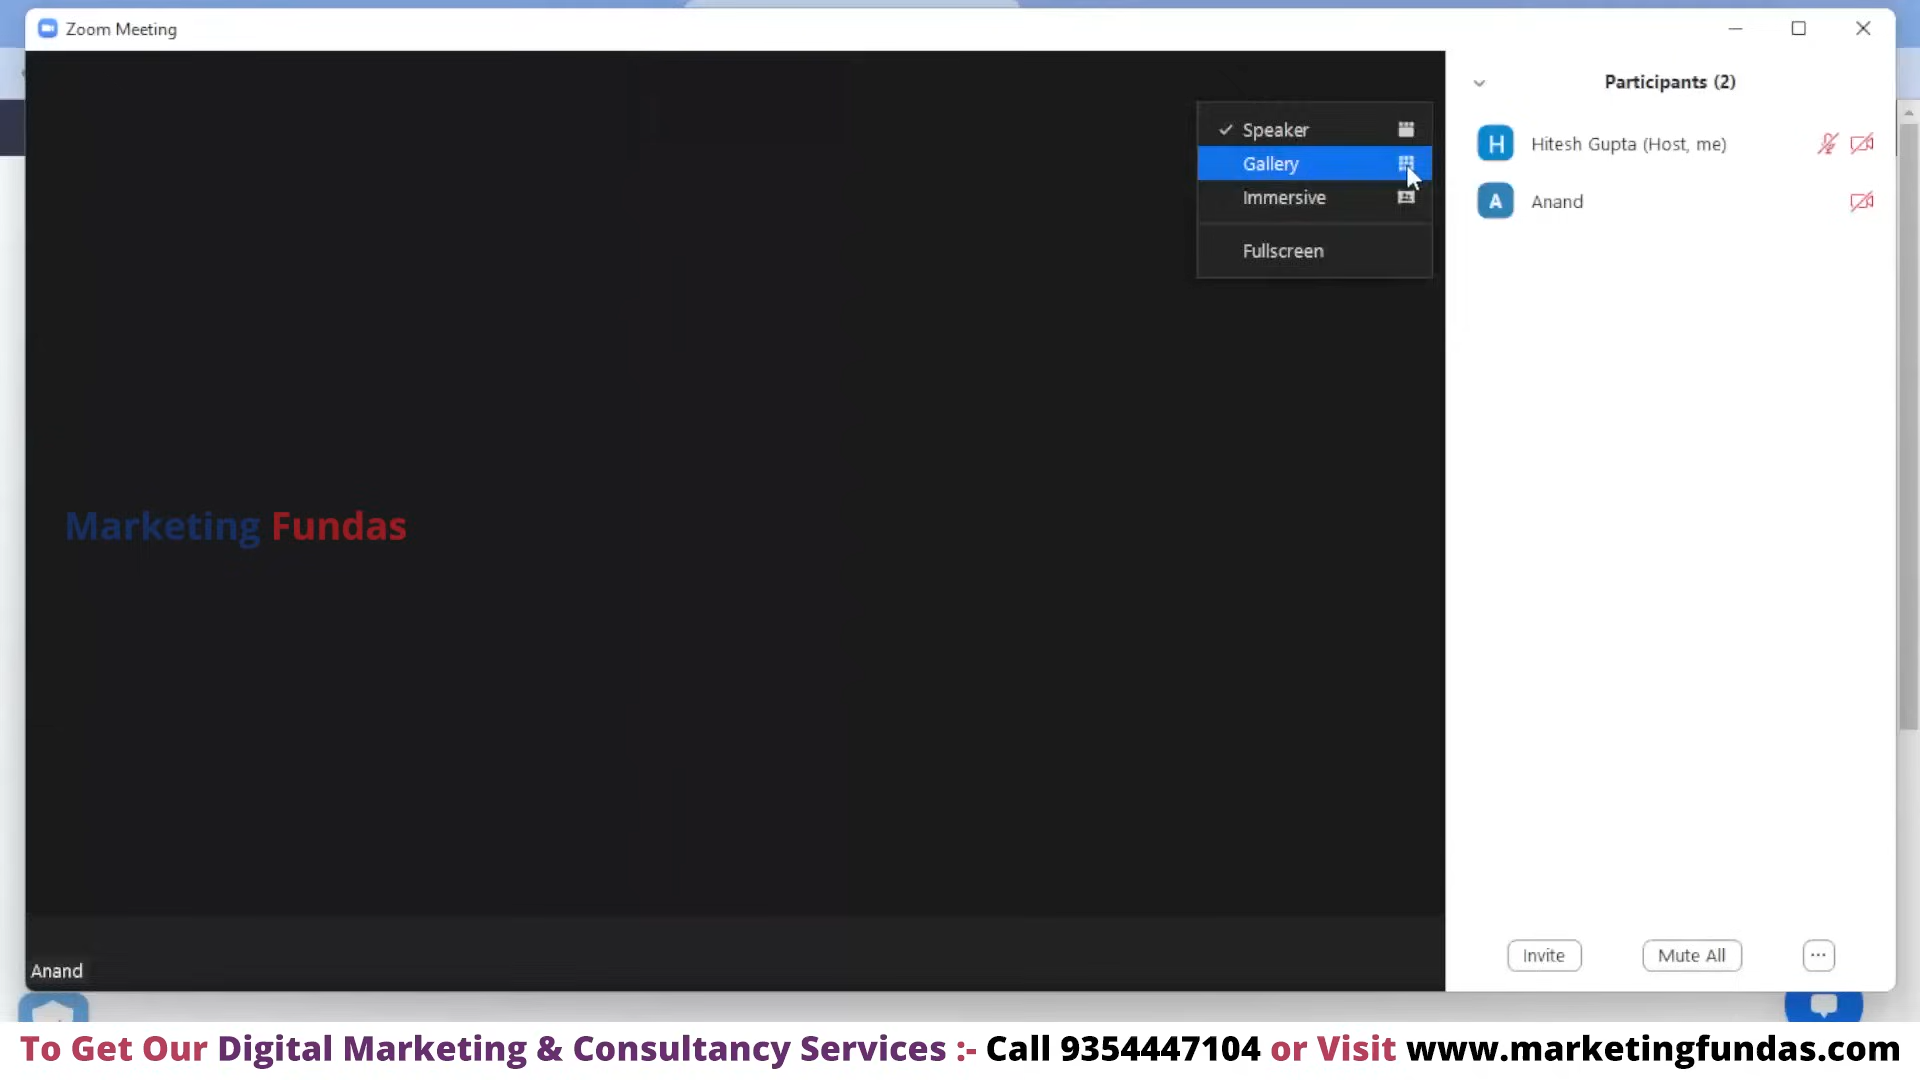 Zoom Meeting
Participants (2)
Speaker
Gallery
Immersive
Fullscreen
H Hitesh Gupta (Host, me)
A Anand
Marketing Fundas
Anand
Invite Mute All ...
To Get Our Digital Marketing & Consultancy Services :- Call 9354447104 or Visit www.marketingfundas.com